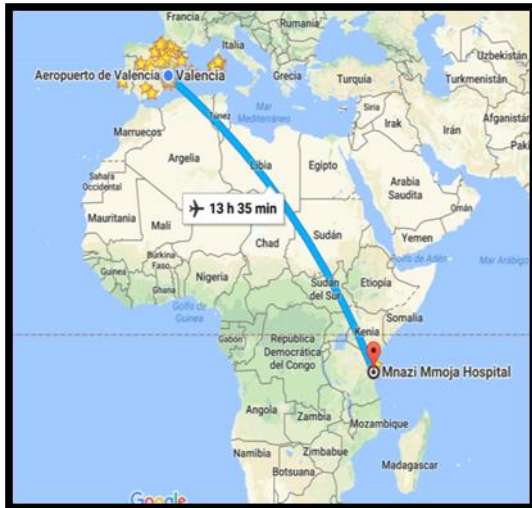 Francia
Rumanía
Italia
Uzbekistán
Aeropuerto de Valencia
Valencia
Grecia
Turquía
Turkmenistán
Mar
Mediterráneo
Túnez
Siria
Irak
Irán
Afganistán
Pak
Marruecos
Argelia
Libia
Egipto
Sahara
Occidental
Arabia
Saudita
Omán
13 h 35 min
Mauritania
Malí
Chad
Sudán
Yemen
Mar Arábigo
Golfo de Adén
Burkina
Faso
Guinea
Ghana
Nigeria
Sudán
del Sur
Etiopía
Golfo de
Guinea
Somalia
Kenia
Gabón
República
Democrática
del Congo
Mnazi Mmoja Hospital
Angola
Zambia
Mozambique
Namibia
Zimbabue
Madagascar
Botsuana
Google